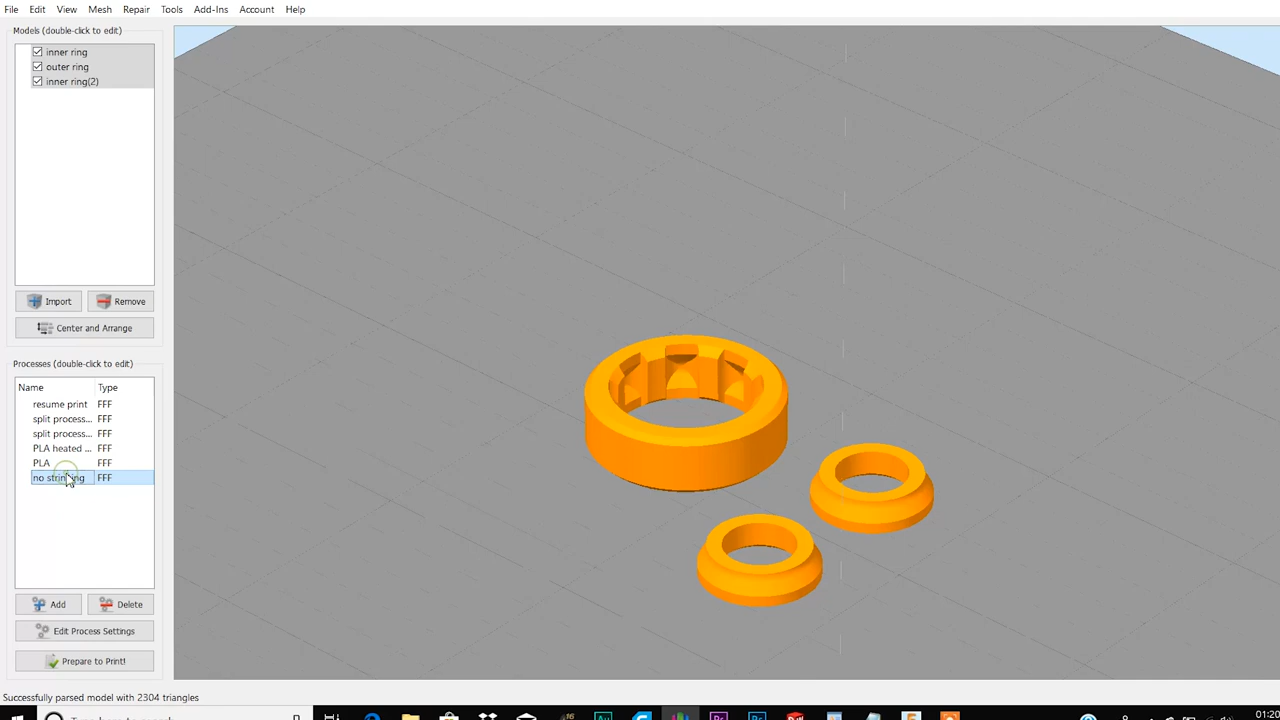 File Edit View Mesh Repair Tools Add-Ins Account Help
Models (double-click to edit)
inner ring
outer ring
inner ring(2)
Import Remove
Center and Arrange
Processes (double-click to edit)
Name Type
resume print FFF
split process... FFF
split process... FFF
PLA heated ... FFF
PLA FFF
no stringing FFF
Add Delete
Edit Process Settings
Prepare to Print!
Successfully parsed model with 2304 triangles
01:20